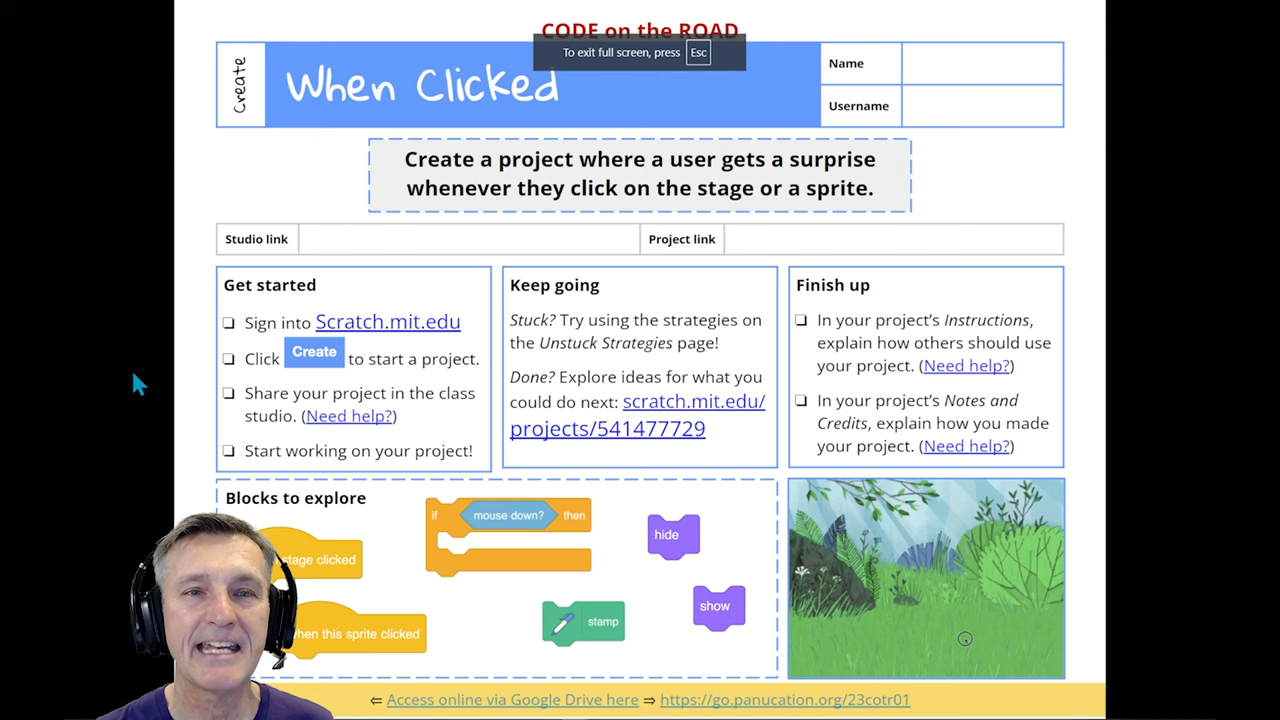 CODE on the ROAD
To exit full screen, press Esc
Create
When Clicked
Name
Username
Create a project where a user gets a surprise
whenever they click on the stage or a sprite.
Studio link
Project link
Get started
❏ Sign into Scratch.mit.edu
❏ Click Create to start a project.
❏ Share your project in the class
studio. (Need help?)
❏ Start working on your project!
Keep going
Stuck? Try using the strategies on
the Unstuck Strategies page!
Done? Explore ideas for what you
could do next: scratch.mit.edu/
projects/541477729
Finish up
❏ In your project's Instructions,
explain how others should use
your project. (Need help?)
❏ In your project's Notes and
Credits, explain how you made
your project. (Need help?)
Blocks to explore
stage clicked
when this sprite clicked
if mouse down? then
stamp
hide
show
⇐ Access online via Google Drive here ⇒ https://go.panucation.org/23cotr01